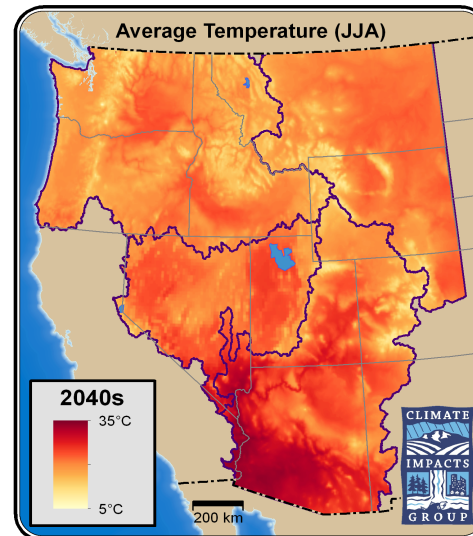 Average Temperature (JJA)
2040s
35°C
5°C
200 km
CLIMATE
IMPACTS
GROUP